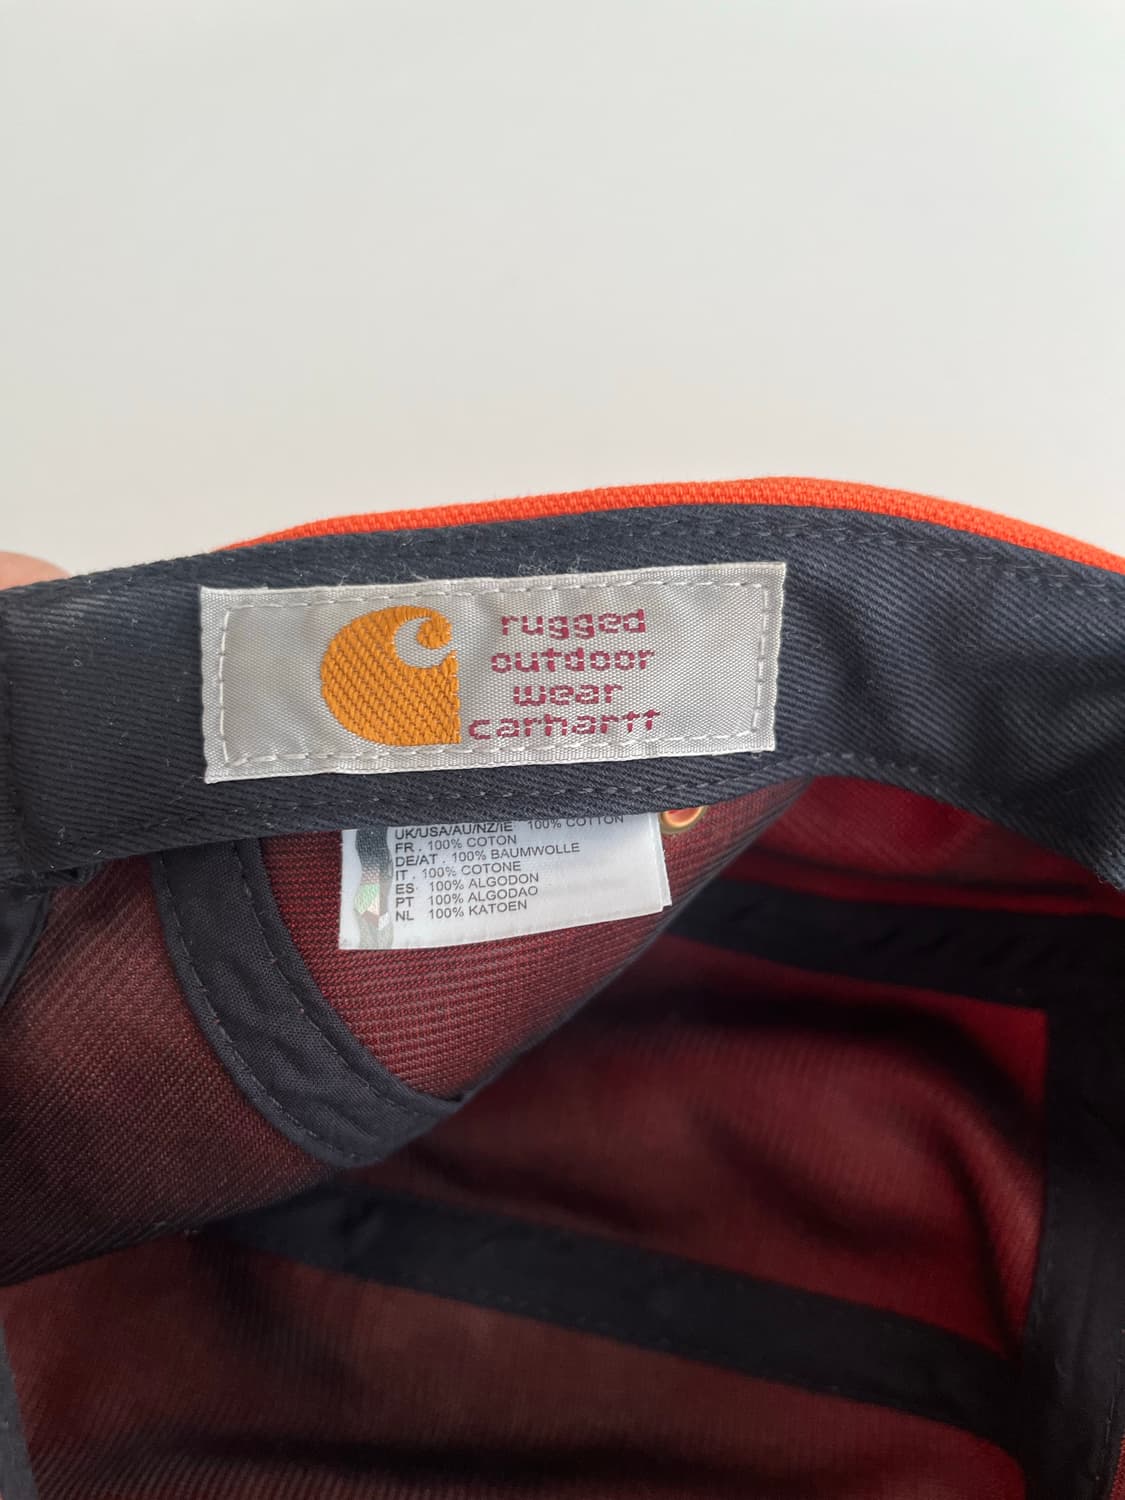 rugged
outdoor
wear
carhartt
UK/USA/AU/NZ/IE 100% COTTON
FR . 100% COTON
DE/AT . 100% BAUMWOLLE
IT . 100% COTONE
ES 100% ALGODON
PT 100% ALGODAO
NL 100% KATOEN